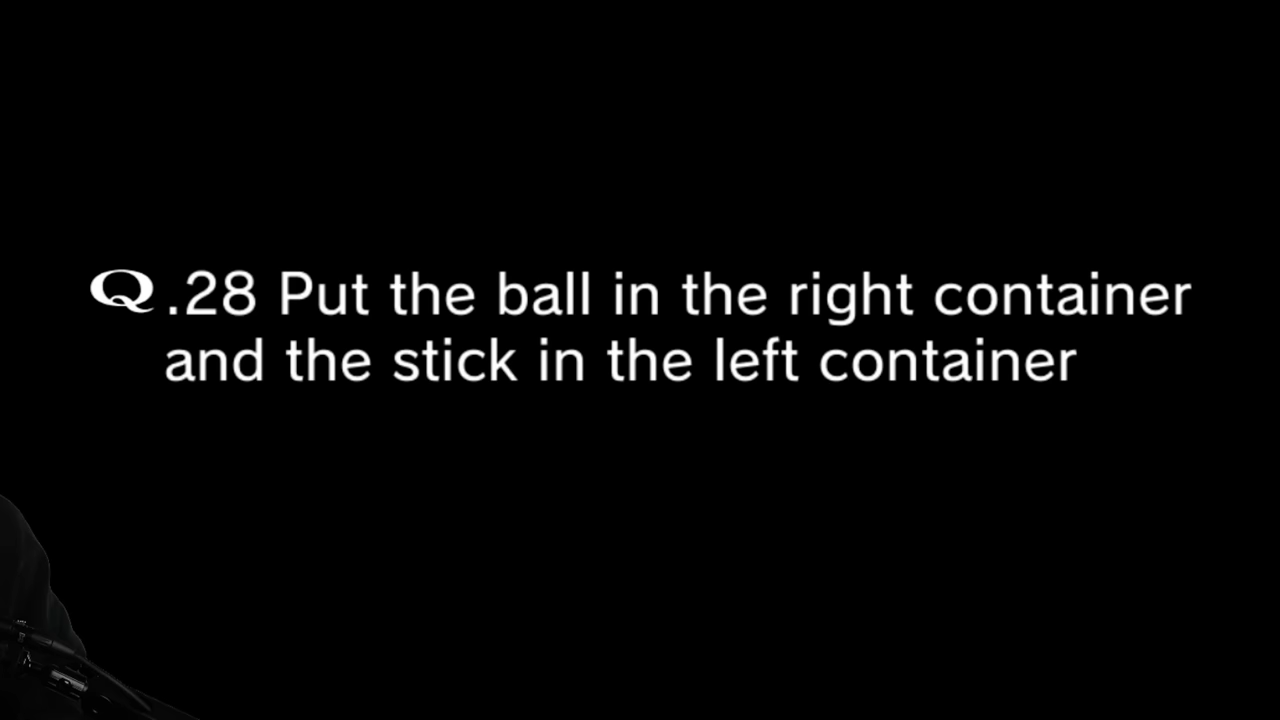 Q.28 Put the ball in the right container
and the stick in the left container